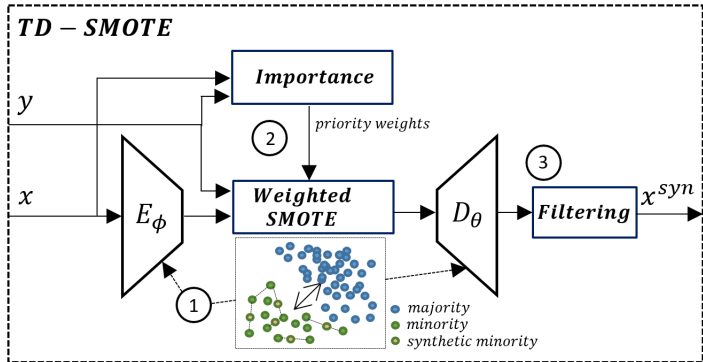 TD − SMOTE
Importance
y
priority weights
2
x
E_ϕ
Weighted
SMOTE
D_θ
3
Filtering
x^{syn}
1
majority
minority
synthetic minority